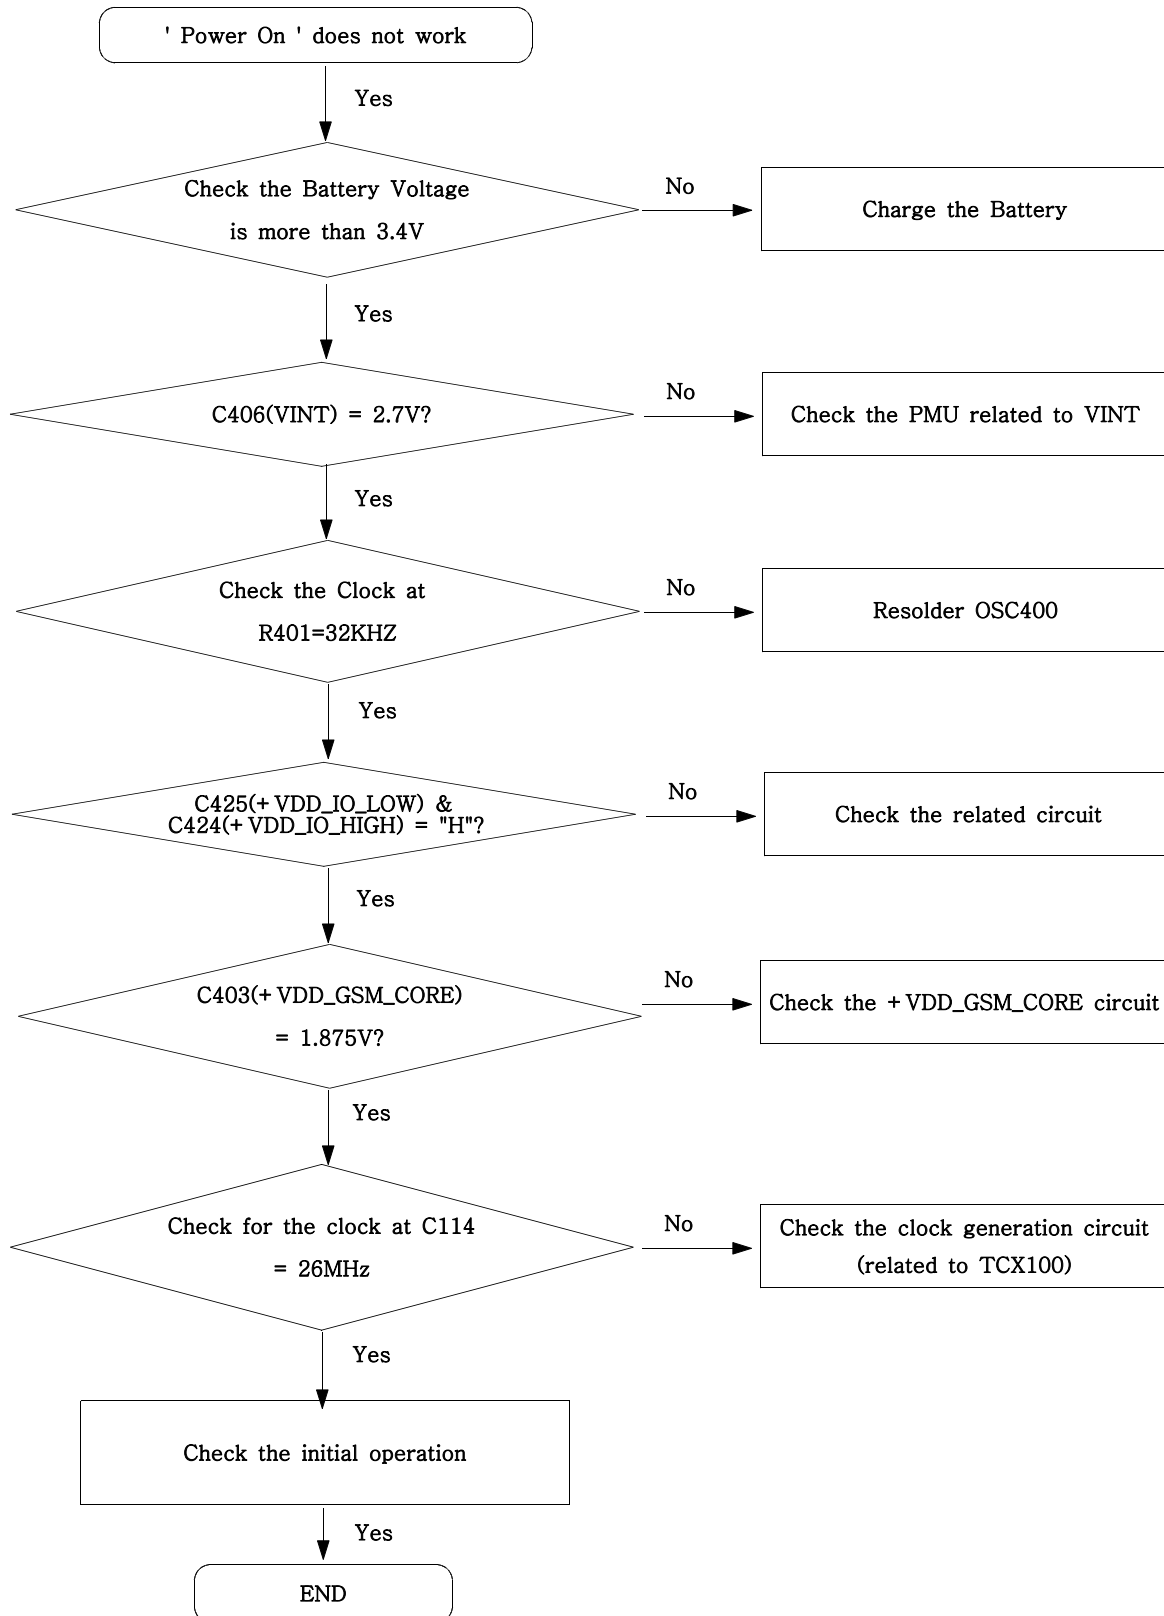 ' Power On ' does not work
Yes
Check the Battery Voltage
is more than 3.4V
No
Charge the Battery
Yes
C406(VINT) = 2.7V?
No
Check the PMU related to VINT
Yes
Check the Clock at
R401=32KHZ
No
Resolder OSC400
Yes
C425(+VDD_IO_LOW) &
C424(+VDD_IO_HIGH) = "H"?
No
Check the related circuit
Yes
C403(+VDD_GSM_CORE)
= 1.875V?
No
Check the +VDD_GSM_CORE circuit
Yes
Check for the clock at C114
= 26MHz
No
Check the clock generation circuit
(related to TCX100)
Yes
Check the initial operation
Yes
END